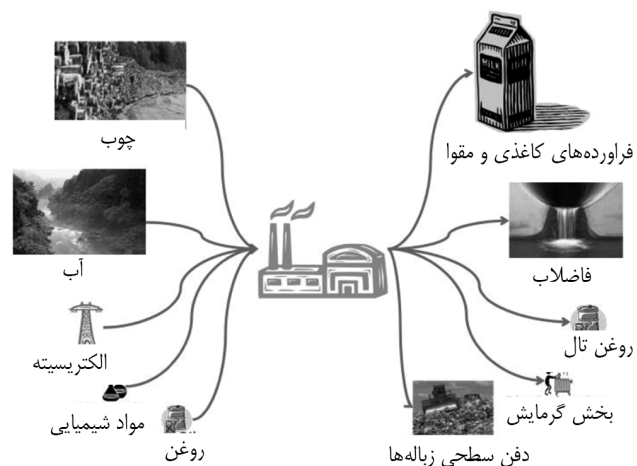 MILK
چوب
فراورده‌های کاغذی و مقوا
آب
فاضلاب
الکتریسیته
روغن تال
مواد شیمیایی
بخش گرمایش
روغن
دفن سطحی زباله‌ها